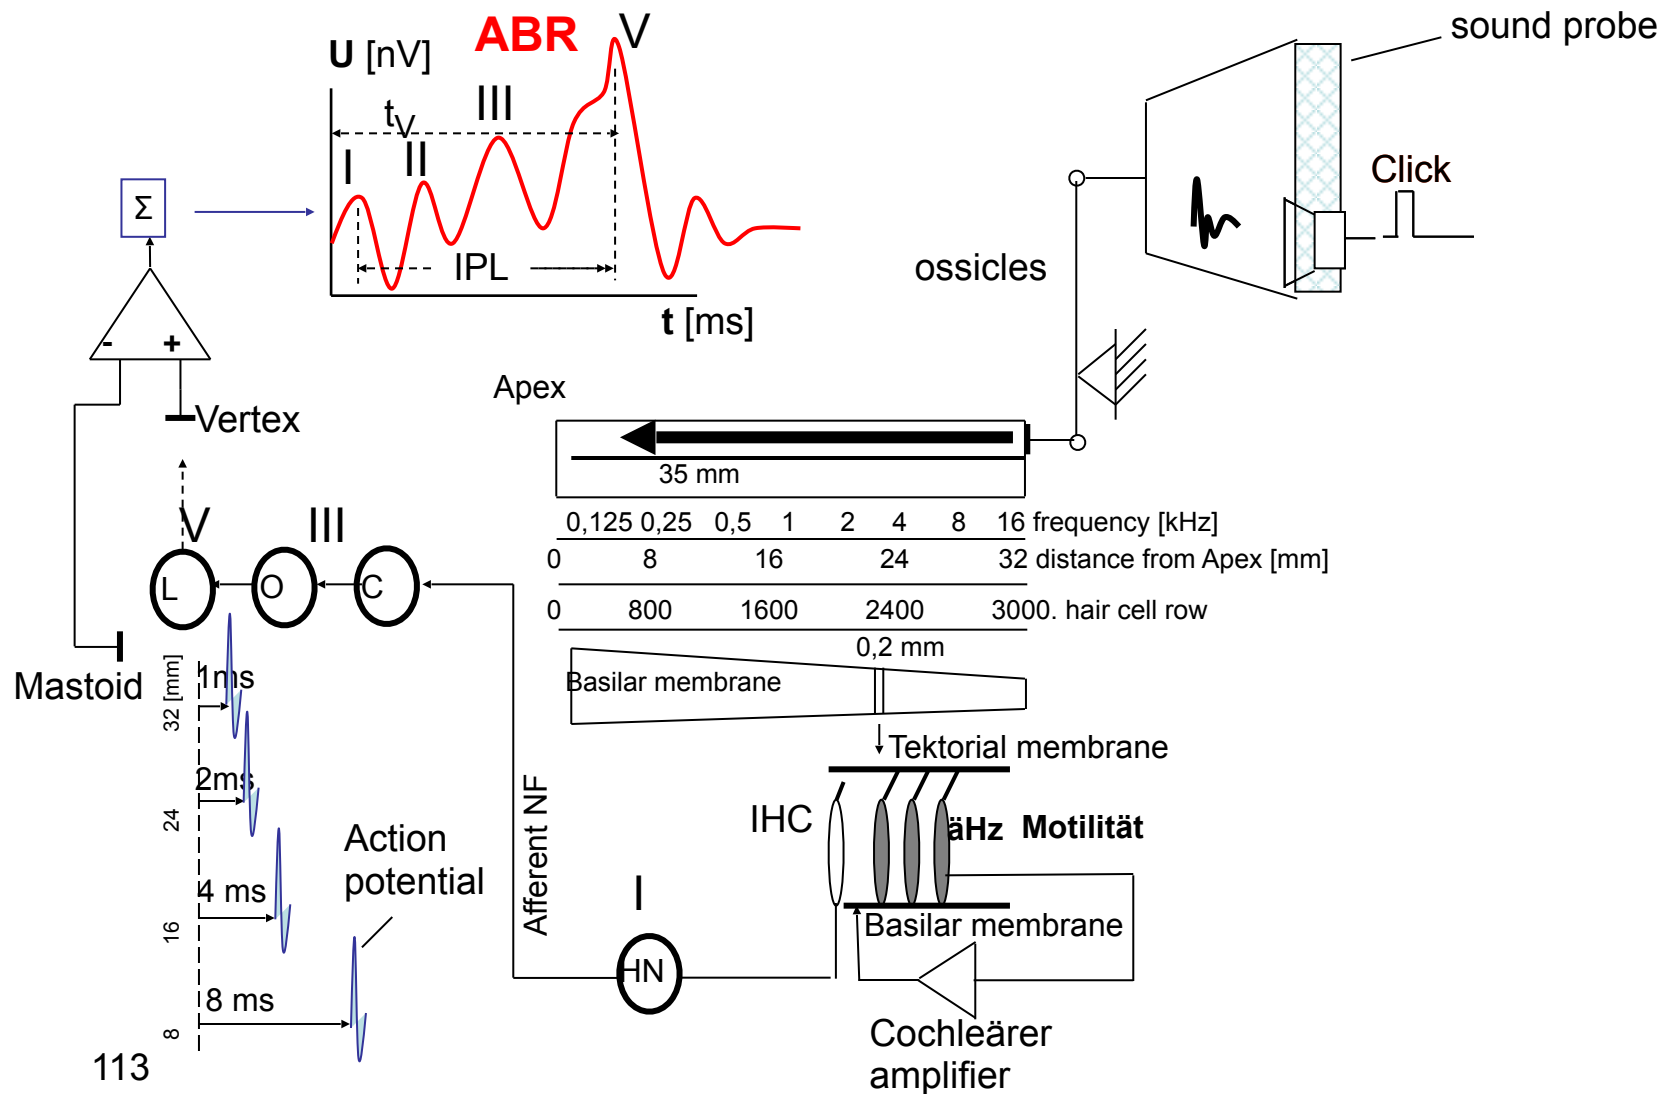 sound probe
ABR
V
U [nV]
III
t_V
I
II
Click
Σ
IPL
ossicles
t [ms]
- +
Apex
Vertex
35 mm
0,125 0,25 0,5 1 2 4 8 16 frequency [kHz]
V
III
0 8 16 24 32 distance from Apex [mm]
L O C
0 800 1600 2400 3000. hair cell row
0,2 mm
Mastoid
Basilar membrane
32 [mm]
1ms
Tektorial membrane
24
2ms
IHC
äHz Motilität
Afferent NF
Action
potential
16
4 ms
I
Basilar membrane
HN
8
8 ms
Cochleärer
amplifier
113